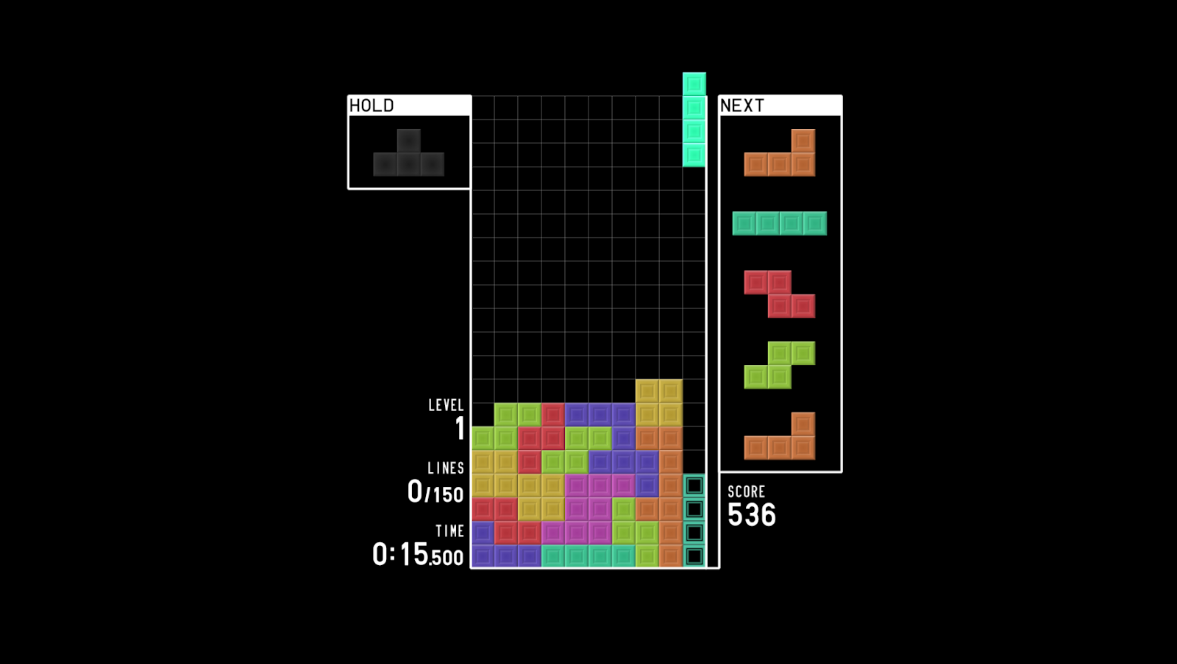 HOLD
NEXT
LEVEL
1
LINES
0/150
TIME
0:15.500
SCORE
536